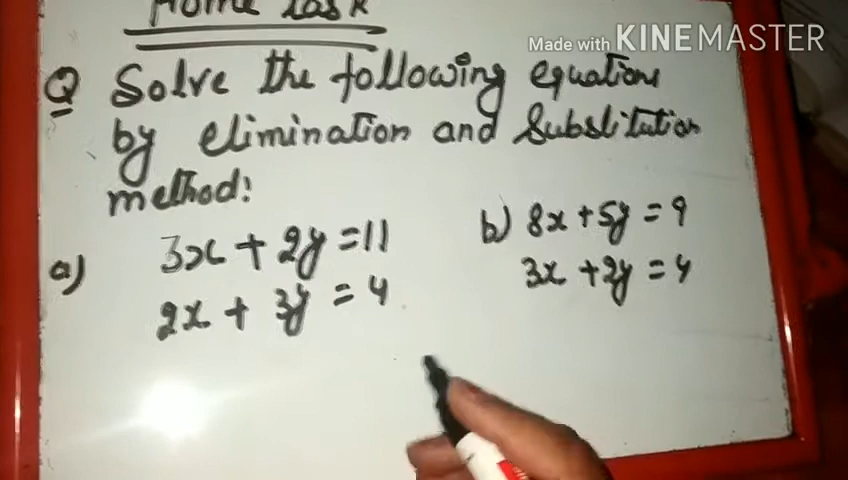 Home Task
Made with KINEMASTER
Q Solve the following equations
by elimination and Substitution
method:
a) 3x + 2y = 11
2x + 3y = 4
b) 8x + 5y = 9
3x + 2y = 4